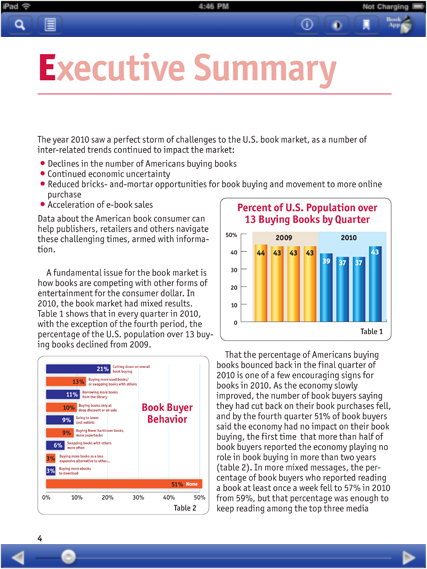 iPad
4:46 PM
Not Charging
Book
App
Executive Summary
The year 2010 saw a perfect storm of challenges to the U.S. book market, as a number of
inter-related trends continued to impact the market:
• Declines in the number of Americans buying books
• Continued economic uncertainty
• Reduced bricks- and-mortar opportunities for book buying and movement to more online
purchase
• Acceleration of e-book sales
Data about the American book consumer can
help publishers, retailers and others navigate
these challenging times, armed with informa-
tion.
A fundamental issue for the book market is
how books are competing with other forms of
entertainment for the consumer dollar. In
2010, the book market had mixed results.
Table 1 shows that in every quarter in 2010,
with the exception of the fourth period, the
percentage of the U.S. population over 13 buy-
ing books declined from 2009.
Percent of U.S. Population over
13 Buying Books by Quarter
50%
40
30
20
10
0
2009
2010
44 43 43 43 39 37 37 43
Table 1
21% Cutting down on overall
book buying
13% Buying more used books/
or swapping books with others
11% Borrowing more books
from the library
10% Buying books only at
deep discount or on sale
9% Going to lower
cost outlets
9% Buying fewer hardcover books,
more paperbacks
6% Swapping books with others
more often
3% Buying more books as a less
expensive alternative to other...
3% Buying more ebooks
to download
51% None
Book Buyer
Behavior
0% 10% 20% 30% 40% 50%
Table 2
That the percentage of Americans buying
books bounced back in the final quarter of
2010 is one of a few encouraging signs for
books in 2010. As the economy slowly
improved, the number of book buyers saying
they had cut back on their book purchases fell,
and by the fourth quarter 51% of book buyers
said the economy had no impact on their book
buying, the first time that more than half of
book buyers reported the economy playing no
role in book buying in more than two years
(table 2). In more mixed messages, the per-
centage of book buyers who reported reading
a book at least once a week fell to 57% in 2010
from 59%, but that percentage was enough to
keep reading among the top three media
4